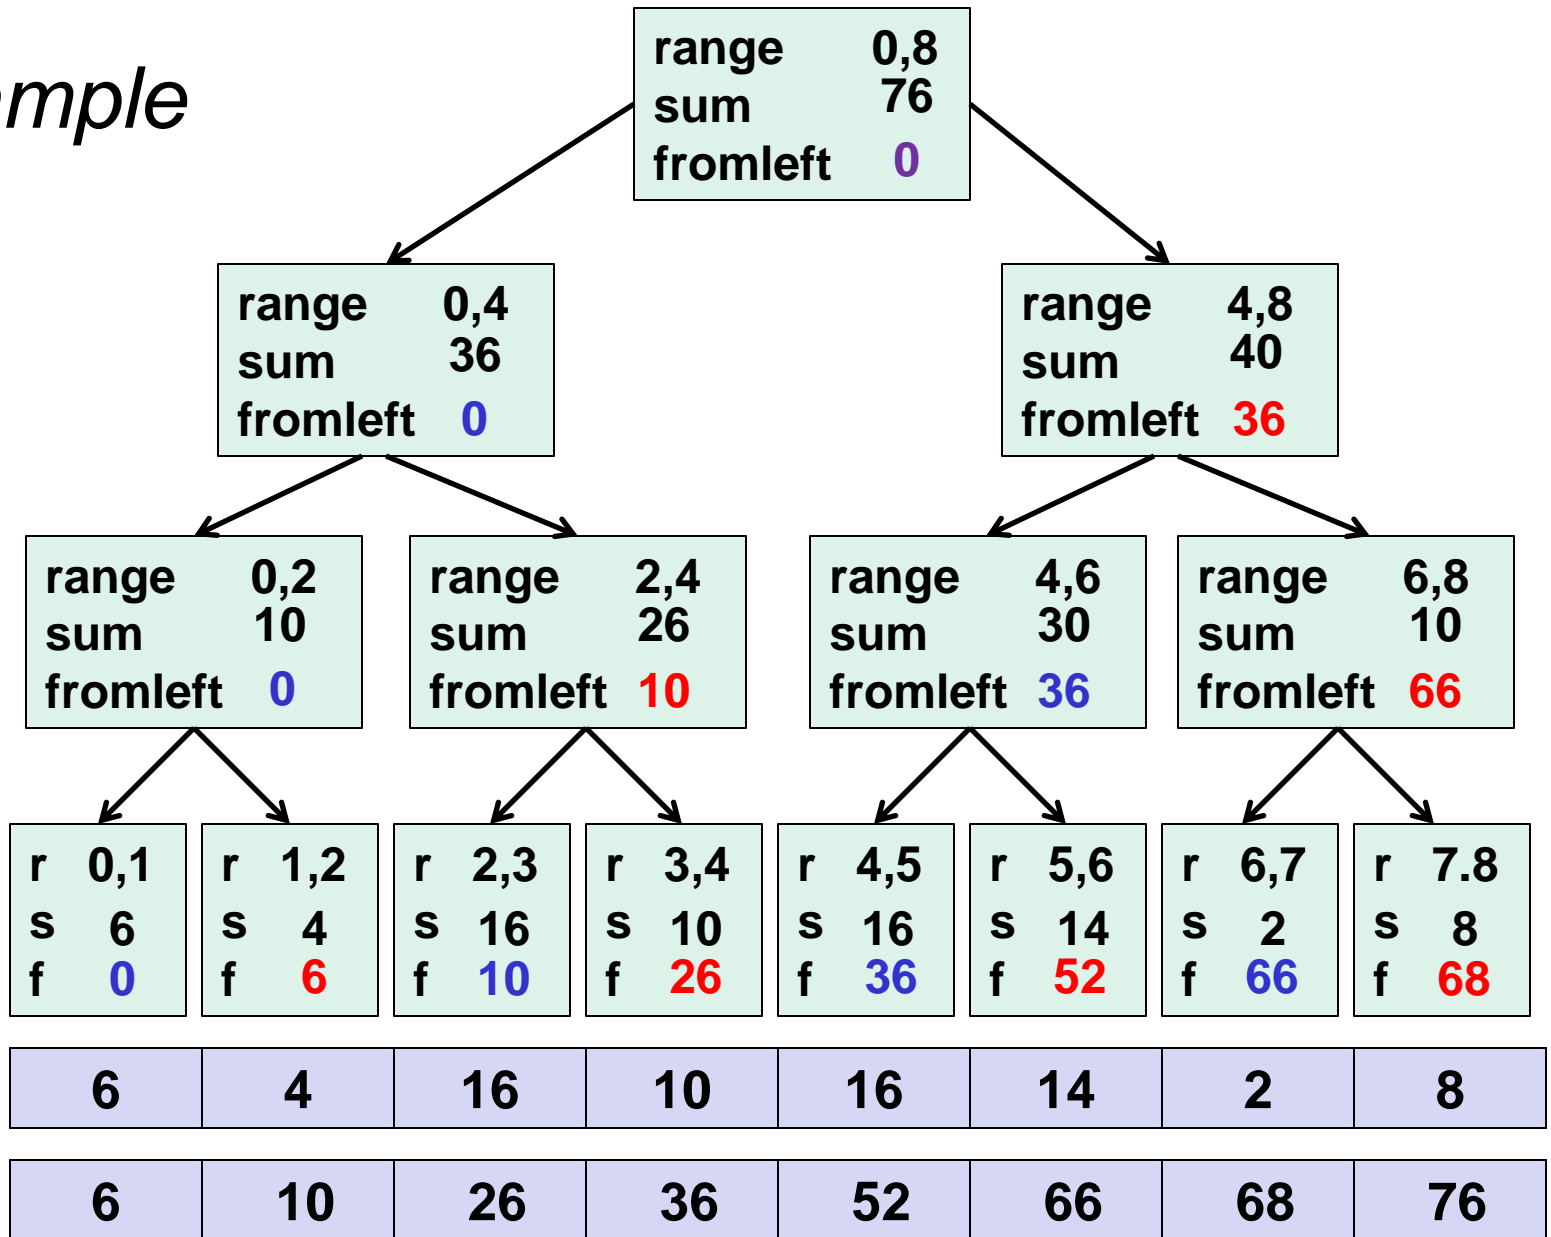 mple
range 0,8
sum 76
fromleft 0
range 0,4
sum 36
fromleft 0
range 4,8
sum 40
fromleft 36
range 0,2
sum 10
fromleft 0
range 2,4
sum 26
fromleft 10
range 4,6
sum 30
fromleft 36
range 6,8
sum 10
fromleft 66
r 0,1
s 6
f 0
r 1,2
s 4
f 6
r 2,3
s 16
f 10
r 3,4
s 10
f 26
r 4,5
s 16
f 36
r 5,6
s 14
f 52
r 6,7
s 2
f 66
r 7.8
s 8
f 68
6 4 16 10 16 14 2 8
6 10 26 36 52 66 68 76